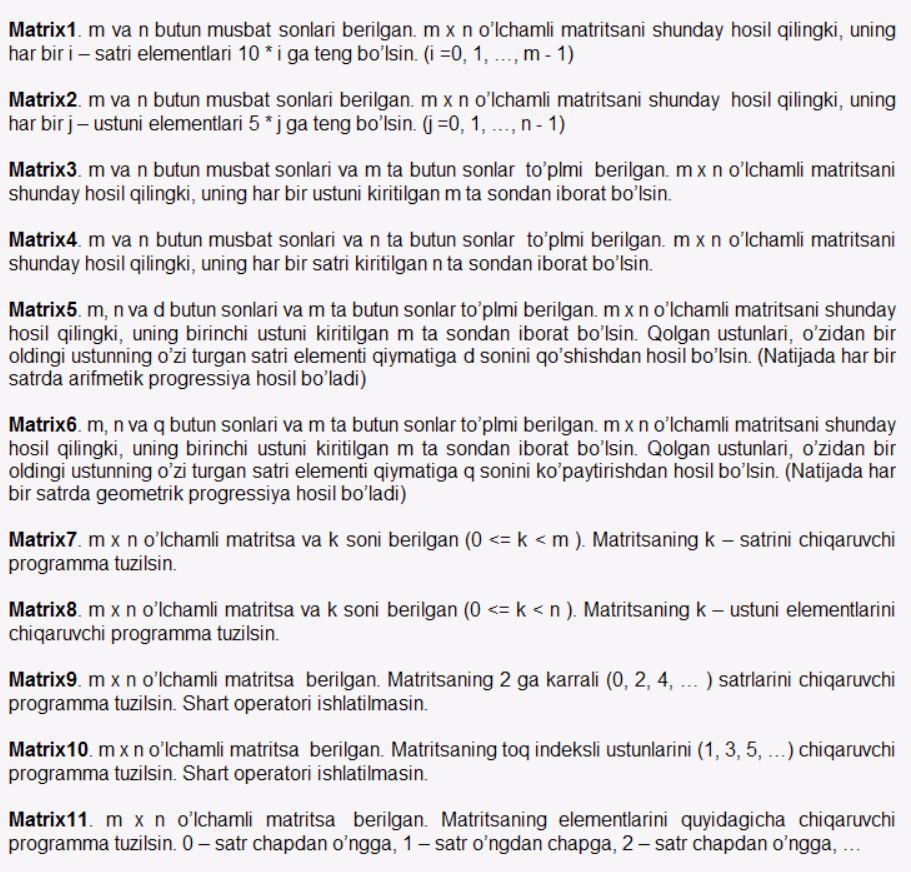 Matrix1. m va n butun musbat sonlari berilgan. m x n o’lchamli matritsani shunday hosil qilingki, uning
har bir i – satri elementlari 10 * i ga teng bo’lsin. (i =0, 1, …, m - 1)
Matrix2. m va n butun musbat sonlari berilgan. m x n o’lchamli matritsani shunday hosil qilingki, uning
har bir j – ustuni elementlari 5 * j ga teng bo’lsin. (j =0, 1, …, n - 1)
Matrix3. m va n butun musbat sonlari va m ta butun sonlar to’plmi berilgan. m x n o’lchamli matritsani
shunday hosil qilingki, uning har bir ustuni kiritilgan m ta sondan iborat bo’lsin.
Matrix4. m va n butun musbat sonlari va n ta butun sonlar to’plmi berilgan. m x n o’lchamli matritsani
shunday hosil qilingki, uning har bir satri kiritilgan n ta sondan iborat bo’lsin.
Matrix5. m, n va d butun sonlari va m ta butun sonlar to’plmi berilgan. m x n o’lchamli matritsani shunday
hosil qilingki, uning birinchi ustuni kiritilgan m ta sondan iborat bo’lsin. Qolgan ustunlari, o’zidan bir
oldingi ustunning o’zi turgan satri elementi qiymatiga d sonini qo’shishdan hosil bo’lsin. (Natijada har bir
satrda arifmetik progressiya hosil bo’ladi)
Matrix6. m, n va q butun sonlari va m ta butun sonlar to’plmi berilgan. m x n o’lchamli matritsani shunday
hosil qilingki, uning birinchi ustuni kiritilgan m ta sondan iborat bo’lsin. Qolgan ustunlari, o’zidan bir
oldingi ustunning o’zi turgan satri elementi qiymatiga q sonini ko’paytirishdan hosil bo’lsin. (Natijada har
bir satrda geometrik progressiya hosil bo’ladi)
Matrix7. m x n o’lchamli matritsa va k soni berilgan (0 <= k < m ). Matritsaning k – satrini chiqaruvchi
programma tuzilsin.
Matrix8. m x n o’lchamli matritsa va k soni berilgan (0 <= k < n ). Matritsaning k – ustuni elementlarini
chiqaruvchi programma tuzilsin.
Matrix9. m x n o’lchamli matritsa berilgan. Matritsaning 2 ga karrali (0, 2, 4, … ) satrlarini chiqaruvchi
programma tuzilsin. Shart operatori ishlatilmasin.
Matrix10. m x n o’lchamli matritsa berilgan. Matritsaning toq indeksli ustunlarini (1, 3, 5, …) chiqaruvchi
programma tuzilsin. Shart operatori ishlatilmasin.
Matrix11. m x n o’lchamli matritsa berilgan. Matritsaning elementlarini quyidagicha chiqaruvchi
programma tuzilsin. 0 – satr chapdan o’ngga, 1 – satr o’ngdan chapga, 2 – satr chapdan o’ngga, …